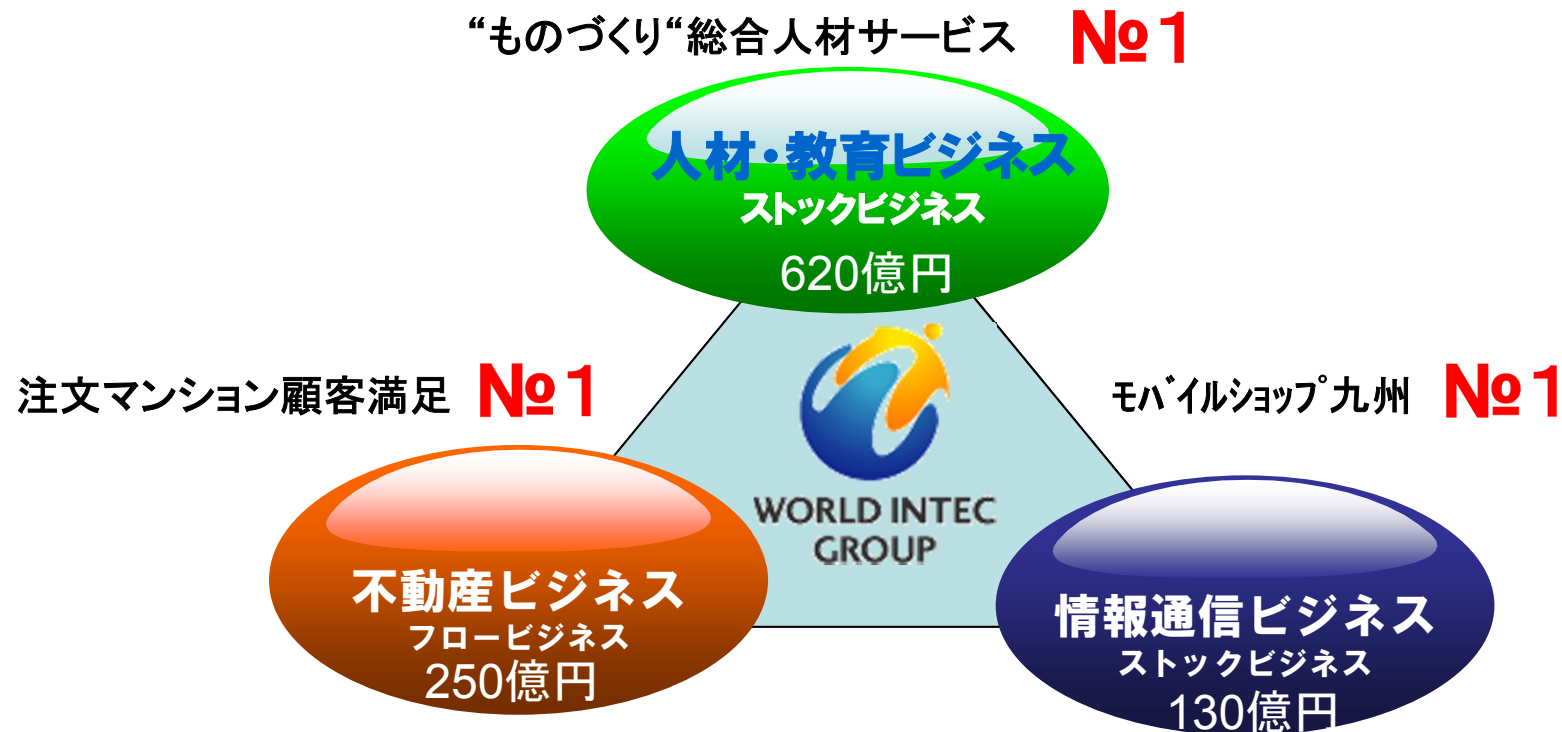 “ものづくり“総合人材サービス №１
人材・教育ビジネス
ストックビジネス
620億円
注文マンション顧客満足 №１
ﾓﾊﾞｲﾙｼｮｯﾌﾟ九州 №１
WORLD INTEC
GROUP
不動産ビジネス
フロービジネス
250億円
情報通信ビジネス
ストックビジネス
130億円